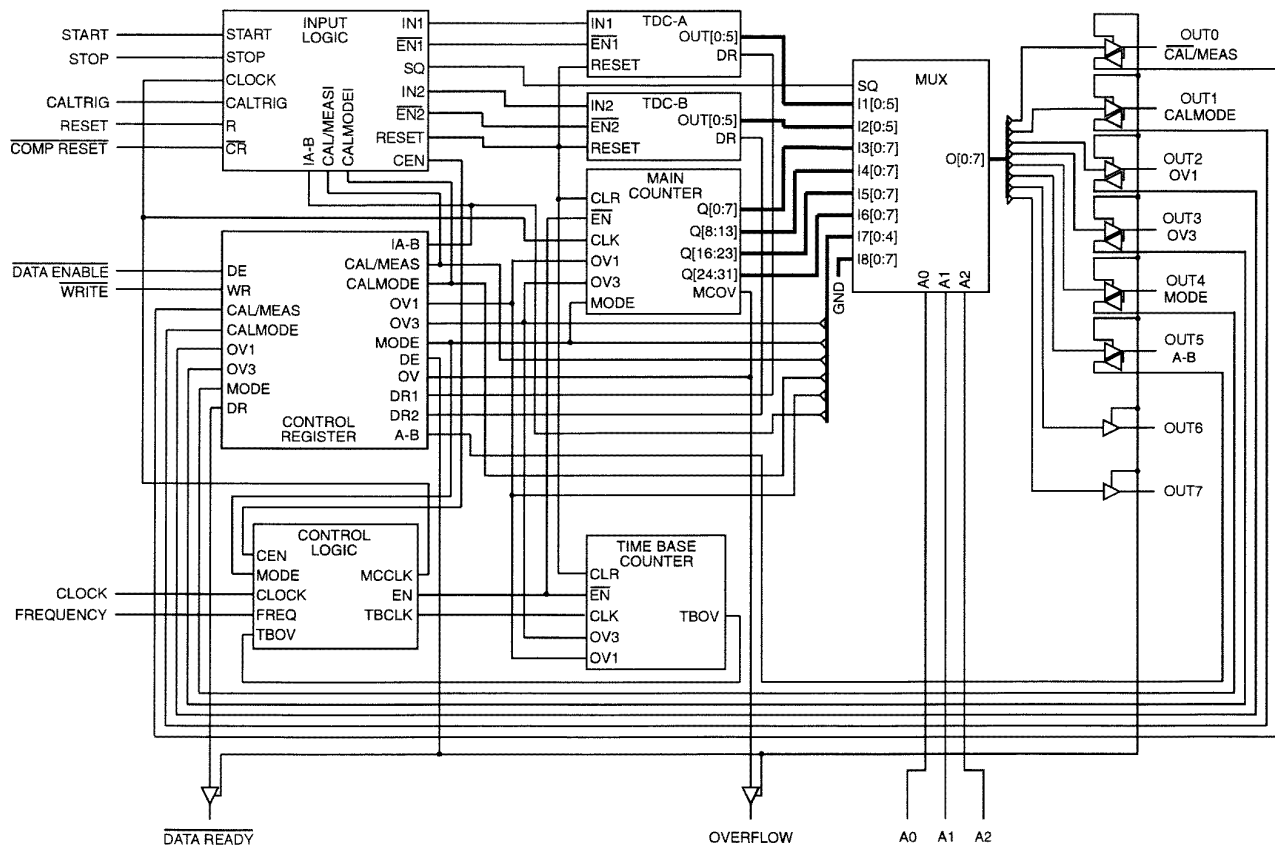 START
STOP
CALTRIG
RESET
COMP RESET
INPUT
LOGIC
START
STOP
CLOCK
CALTRIG
R
CR
IA-B
CAL/MEASI
CALMODEI
IN1
EN1
SQ
IN2
EN2
RESET
CEN
TDC-A
IN1
EN1
RESET
OUT[0:5]
DR
TDC-B
IN2
EN2
RESET
OUT[0:5]
DR
MAIN
COUNTER
CLR
EN
CLK
OV1
OV3
MODE
Q[0:7]
Q[8:13]
Q[16:23]
Q[24:31]
MCOV
MUX
SQ
I1[0:5]
I2[0:5]
I3[0:7]
I4[0:7]
I5[0:7]
I6[0:7]
I7[0:4]
I8[0:7]
O[0:7]
A0
A1
A2
GND
OUT0
CAL/MEAS
OUT1
CALMODE
OUT2
OV1
OUT3
OV3
OUT4
MODE
OUT5
A-B
OUT6
OUT7
DATA ENABLE
WRITE
DE
WR
CAL/MEAS
CALMODE
OV1
OV3
MODE
DR
IA-B
CAL/MEAS
CALMODE
OV1
OV3
MODE
DE
OV
DR1
DR2
A-B
CONTROL
REGISTER
CLOCK
FREQUENCY
CONTROL
LOGIC
CEN
MODE
CLOCK
FREQ
TBOV
MCCLK
EN
TBCLK
TIME BASE
COUNTER
CLR
EN
CLK
OV3
OV1
TBOV
DATA READY
OVERFLOW
A0
A1
A2